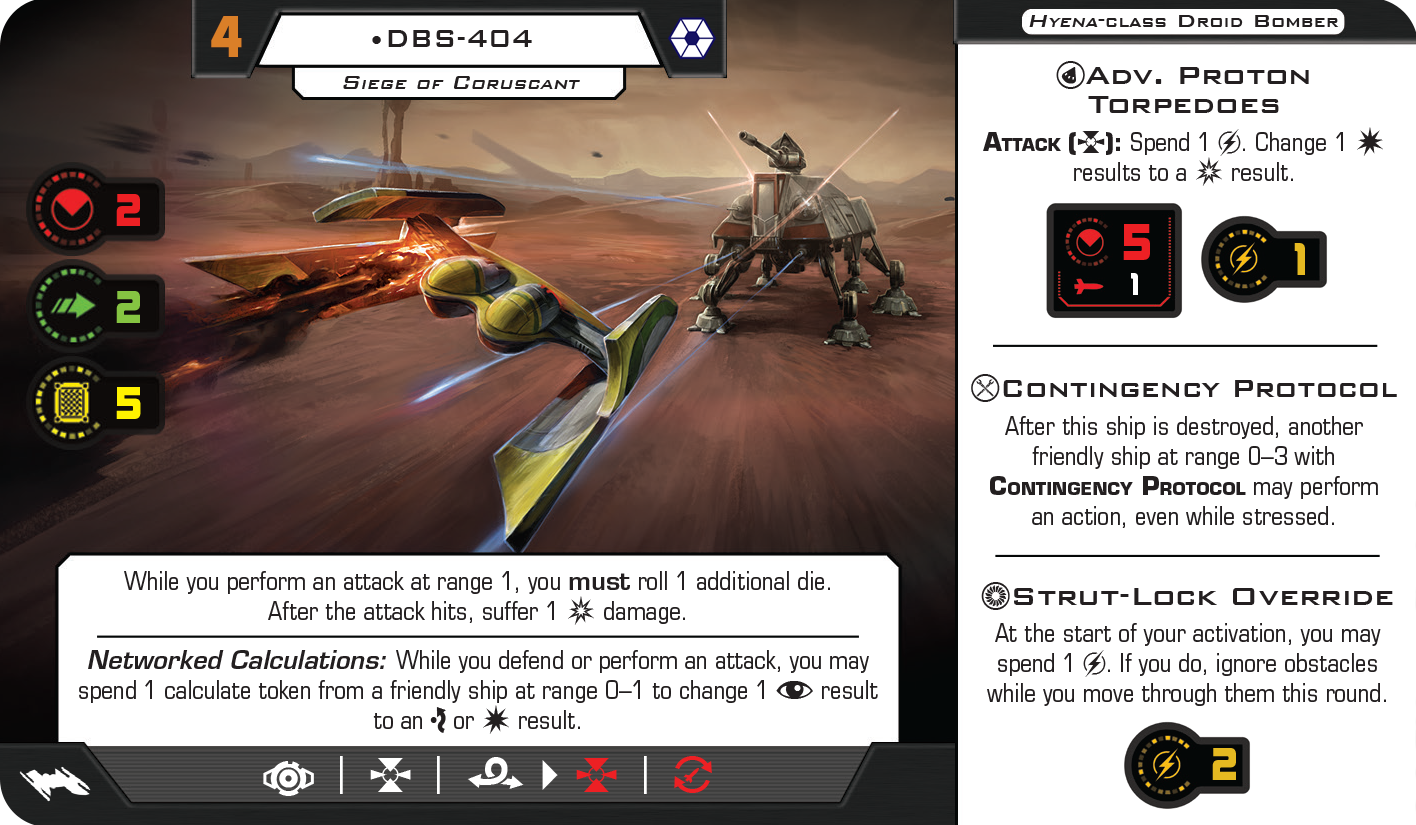 4
•DBS-404
Siege of Coruscant
2
2
5
While you perform an attack at range 1, you must roll 1 additional die.
After the attack hits, suffer 1 damage.
Networked Calculations: While you defend or perform an attack, you may
spend 1 calculate token from a friendly ship at range 0–1 to change 1 result
to an or result.
Hyena-class Droid Bomber
Adv. Proton
Torpedoes
Attack ( ): Spend 1 . Change 1
results to a result.
5
1
1
Contingency Protocol
After this ship is destroyed, another
friendly ship at range 0–3 with
Contingency Protocol may perform
an action, even while stressed.
Strut-Lock Override
At the start of your activation, you may
spend 1 . If you do, ignore obstacles
while you move through them this round.
2